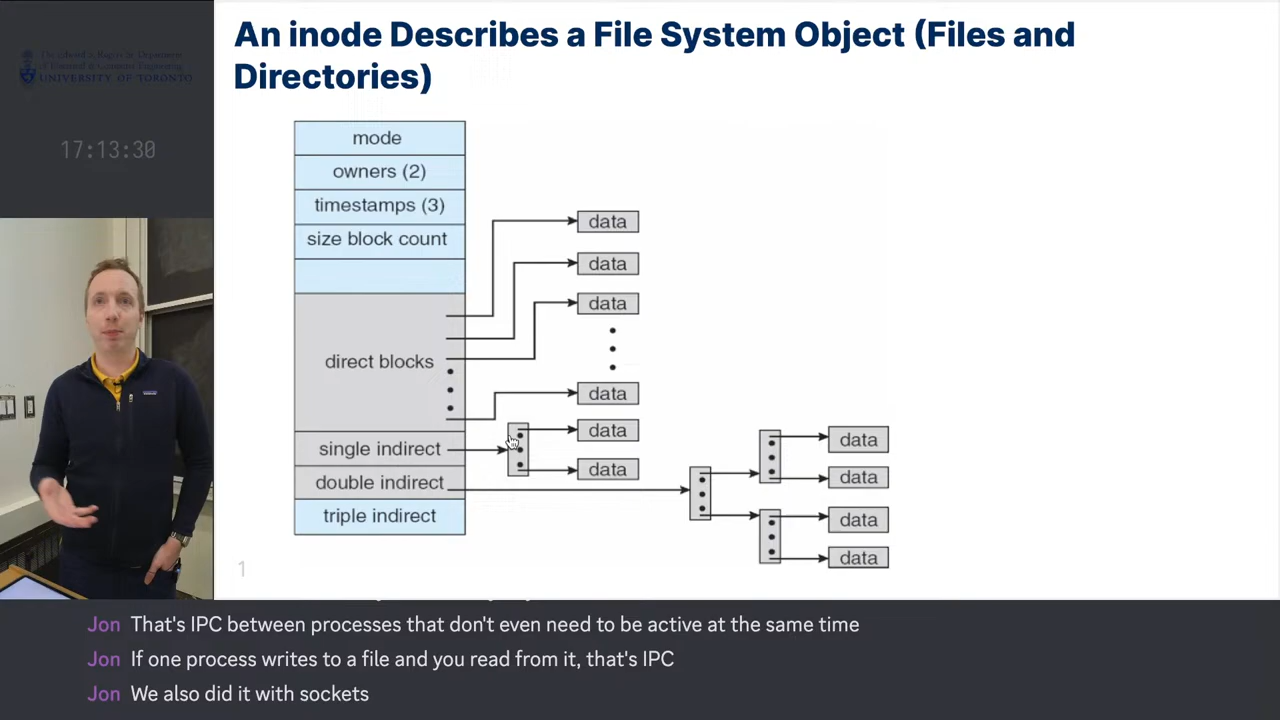 An inode Describes a File System Object (Files and
Directories)
UNIVERSITY OF TORONTO
17:13:30
mode
owners (2)
timestamps (3)
size block count
direct blocks
single indirect
double indirect
triple indirect
data
data
data
data
data
data
data
data
data
data
1
Jon That's IPC between processes that don't even need to be active at the same time
Jon If one process writes to a file and you read from it, that's IPC
Jon We also did it with sockets